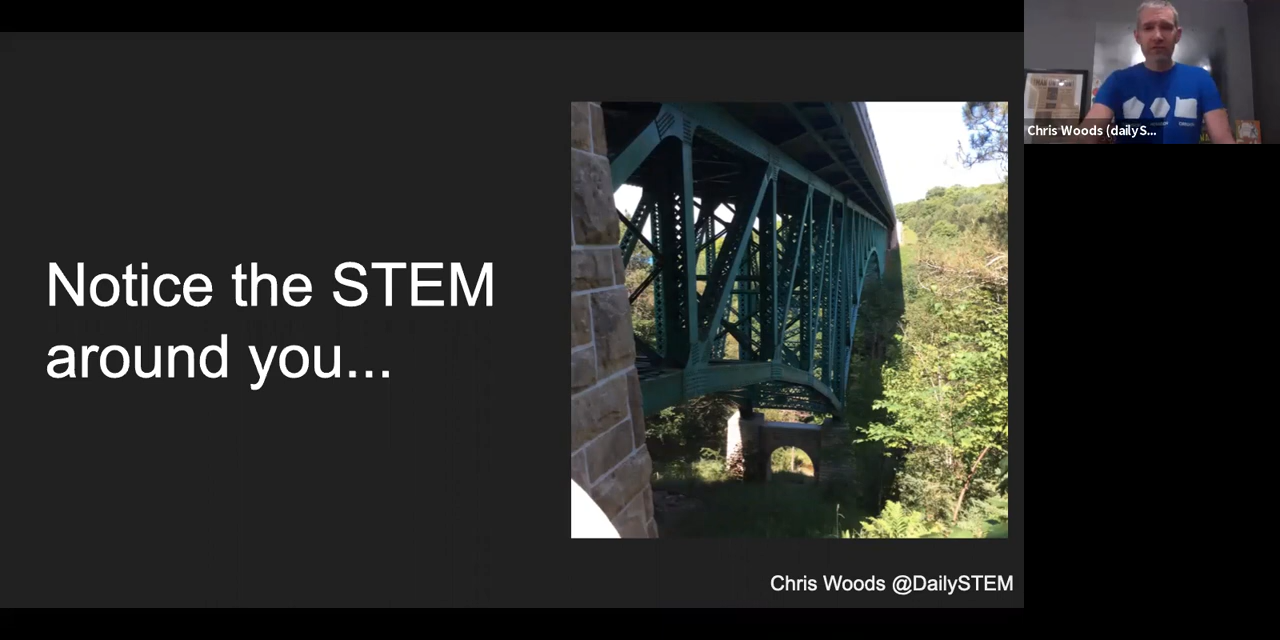 Notice the STEM
around you...
Chris Woods @DailySTEM
Chris Woods (dailyS...